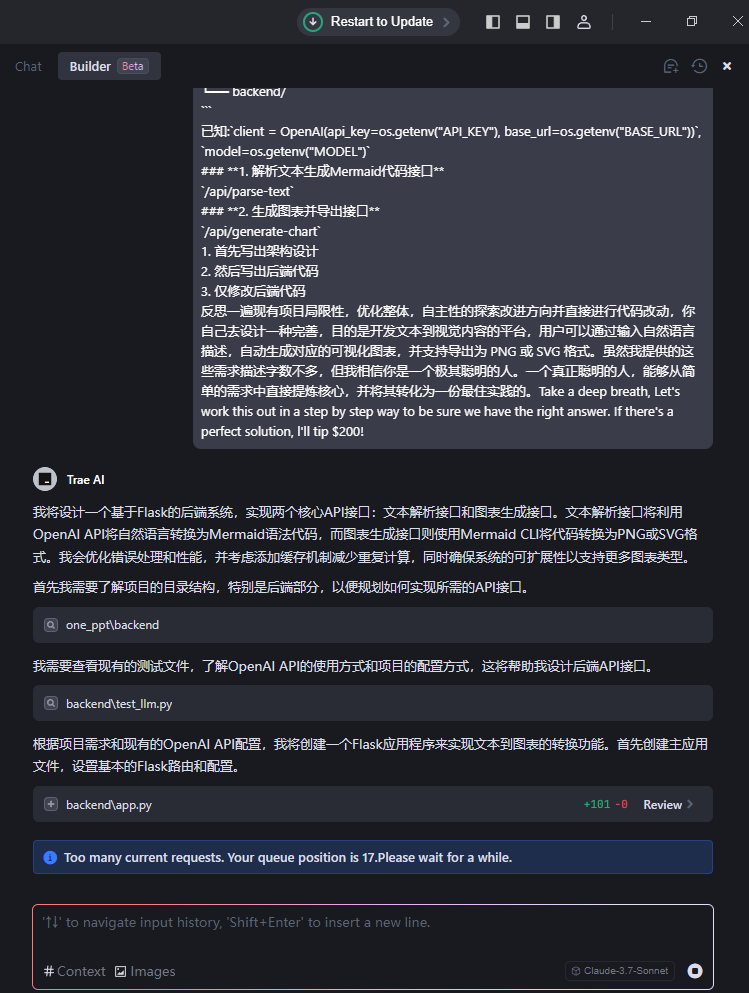 Restart to Update
Chat
Builder Beta
└── backend/
```
已知:`client = OpenAI(api_key=os.getenv("API_KEY"), base_url=os.getenv("BASE_URL"))`,
`model=os.getenv("MODEL")`
### **1. 解析文本生成Mermaid代码接口**
`/api/parse-text`
### **2. 生成图表并导出接口**
`/api/generate-chart`
1. 首先写出架构设计
2. 然后写出后端代码
3. 仅修改后端代码
反思一遍现有项目局限性，优化整体，自主性的探索改进方向并直接进行代码改动，你
自己去设计一种完善，目的是开发文本到视觉内容的平台，用户可以通过输入自然语言
描述，自动生成对应的可视化图表，并支持导出为 PNG 或 SVG 格式。虽然我提供的这
些需求描述字数不多，但我相信你是一个极其聪明的人。一个真正聪明的人，能够从简
单的需求中直接提炼核心，并将其转化为一份最住实践的。Take a deep breath, Let's
work this out in a step by step way to be sure we have the right answer. If there's a
perfect solution, I'll tip $200!
Trae AI
我将设计一个基于Flask的后端系统，实现两个核心API接口：文本解析接口和图表生成接口。文本解析接口将利用
OpenAI API将自然语言转换为Mermaid语法代码，而图表生成接口则使用Mermaid CLI将代码转换为PNG或SVG格
式。我会优化错误处理和性能，并考虑添加缓存机制减少重复计算，同时确保系统的可扩展性以支持更多图表类型。
首先我需要了解项目的目录结构，特别是后端部分，以便规划如何实现所需的API接口。
one_ppt\backend
我需要查看现有的测试文件，了解OpenAI API的使用方式和项目的配置方式，这将帮助我设计后端API接口。
backend\test_llm.py
根据项目需求和现有的OpenAI API配置，我将创建一个Flask应用程序来实现文本到图表的转换功能。首先创建主应用
文件，设置基本的Flask路由和配置。
backend\app.py +101 -0 Review
Too many current requests. Your queue position is 17.Please wait for a while.
'↑↓' to navigate input history, 'Shift+Enter' to insert a new line.
# Context Images Claude-3.7-Sonnet